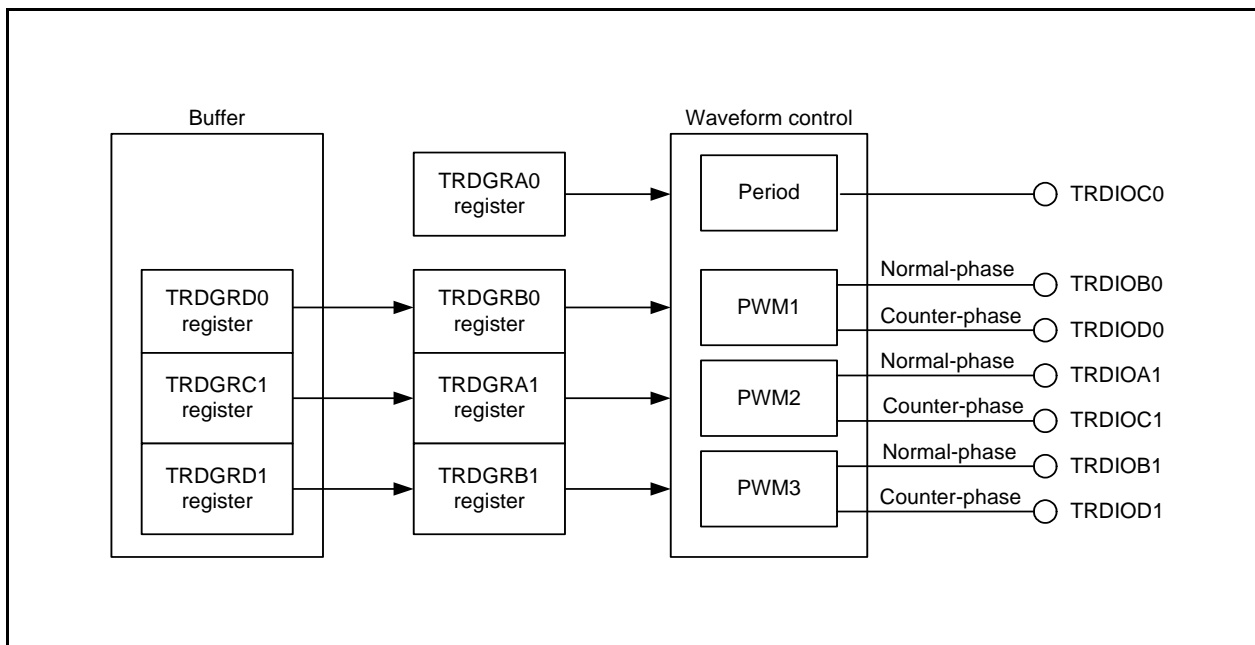 Buffer
Waveform control
TRDGRA0
register
Period
TRDIOC0
TRDGRD0
register
TRDGRB0
register
PWM1
Normal-phase
TRDIOB0
Counter-phase
TRDIOD0
TRDGRC1
register
TRDGRA1
register
PWM2
Normal-phase
TRDIOA1
Counter-phase
TRDIOC1
TRDGRD1
register
TRDGRB1
register
PWM3
Normal-phase
TRDIOB1
Counter-phase
TRDIOD1